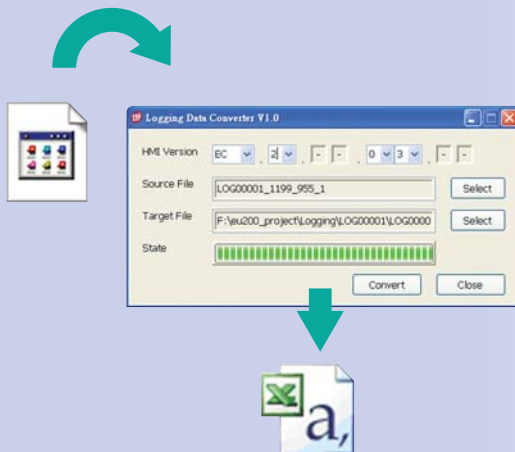 Logging Data Converter V1.0
HMI Version EC . 2 . - - . 0 3 . - -
Source File LOG00001_1199_955_1 Select
Target File F:\eu200_project\Logging\LOG00001\LOG0000 Select
State
Convert Close
a,